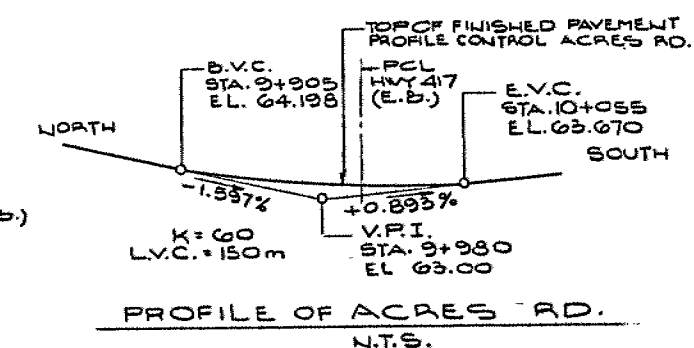 TOP OF FINISHED PAVEMENT
PROFILE CONTROL ACRES RD.
B.V.C.
STA. 9+905
EL. 64.198
PCL
HWY 417
(E.B.)
E.V.C.
STA. 10+055
EL. 63.670
NORTH
SOUTH
-1.597%
+0.893%
K = 60
L.V.C. = 150m
V.P.I.
STA. 9+980
EL 63.00
PROFILE OF ACRES RD.
N.T.S.